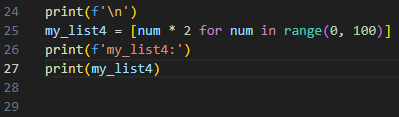 24 print(f'\n')
25 my_list4 = [num * 2 for num in range(0, 100)]
26 print(f'my_list4:')
27 print(my_list4)
28
29